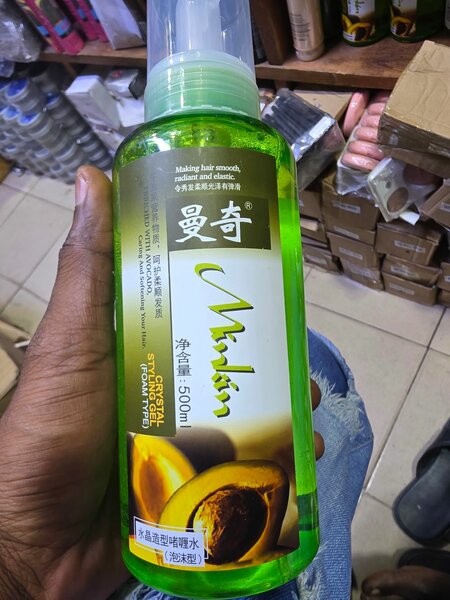 Making hair smooth,
radiant and elastic.
令秀发柔顺光泽有弹滑
曼奇®
净含量:500ml
WITH AVOCADO,
Caring And Softening Your Hair.
CRYSTAL
STYLING GEL
(FOAM TYPE)
水晶造型啫喱水
(泡沫型)